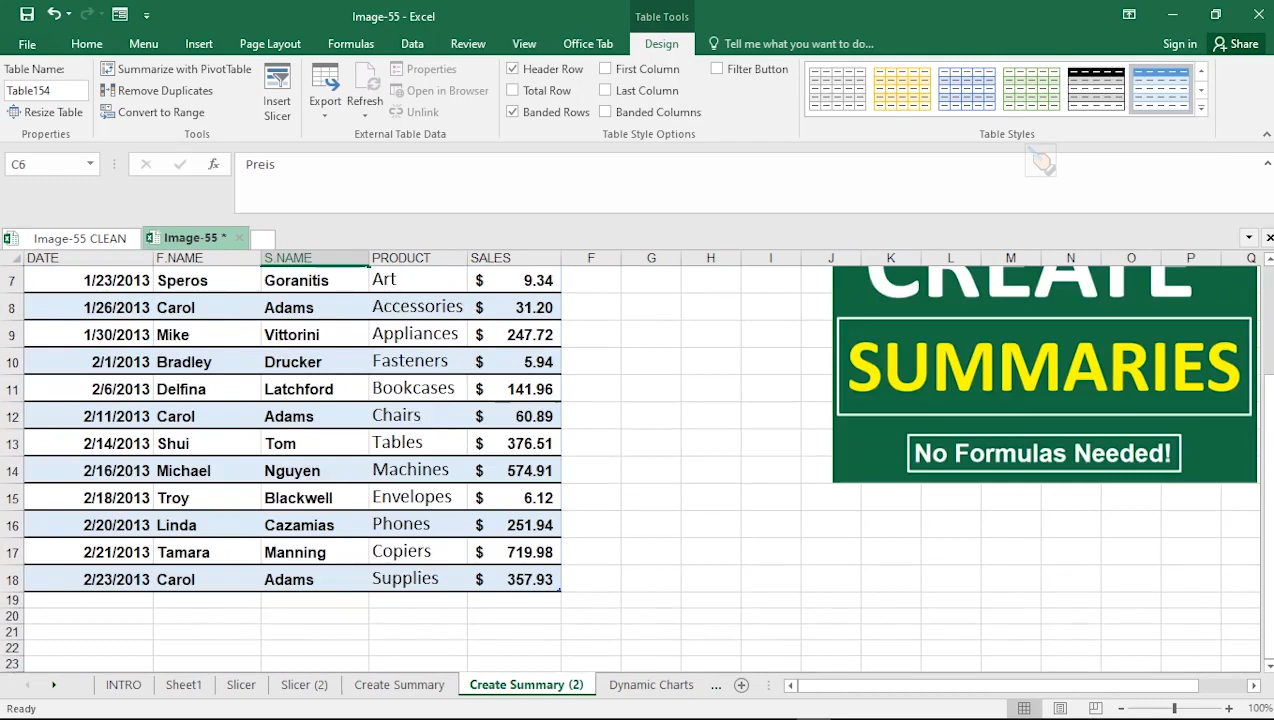 Image-55 - Excel
Table Tools
File Home Menu Insert Page Layout Formulas Data Review View Office Tab Design Tell me what you want to do... Sign in Share
Table Name:
Table154
Resize Table
Properties
Summarize with PivotTable
Remove Duplicates
Convert to Range
Tools
Insert
Slicer
Export
Refresh
Properties
Open in Browser
Unlink
External Table Data
Header Row
Total Row
Banded Rows
First Column
Last Column
Banded Columns
Filter Button
Table Style Options
Table Styles
C6
fx
Preis
Image-55 CLEAN
Image-55 *
DATE F.NAME S.NAME PRODUCT SALES F G H I J K L M N O P Q
7 1/23/2013 Speros Goranitis Art $ 9.34
8 1/26/2013 Carol Adams Accessories $ 31.20
9 1/30/2013 Mike Vittorini Appliances $ 247.72
10 2/1/2013 Bradley Drucker Fasteners $ 5.94
11 2/6/2013 Delfina Latchford Bookcases $ 141.96
12 2/11/2013 Carol Adams Chairs $ 60.89
13 2/14/2013 Shui Tom Tables $ 376.51
14 2/16/2013 Michael Nguyen Machines $ 574.91
15 2/18/2013 Troy Blackwell Envelopes $ 6.12
16 2/20/2013 Linda Cazamias Phones $ 251.94
17 2/21/2013 Tamara Manning Copiers $ 719.98
18 2/23/2013 Carol Adams Supplies $ 357.93
19
20
21
22
23
CREATE
SUMMARIES
No Formulas Needed!
INTRO Sheet1 Slicer Slicer (2) Create Summary Create Summary (2) Dynamic Charts ...
Ready
100%